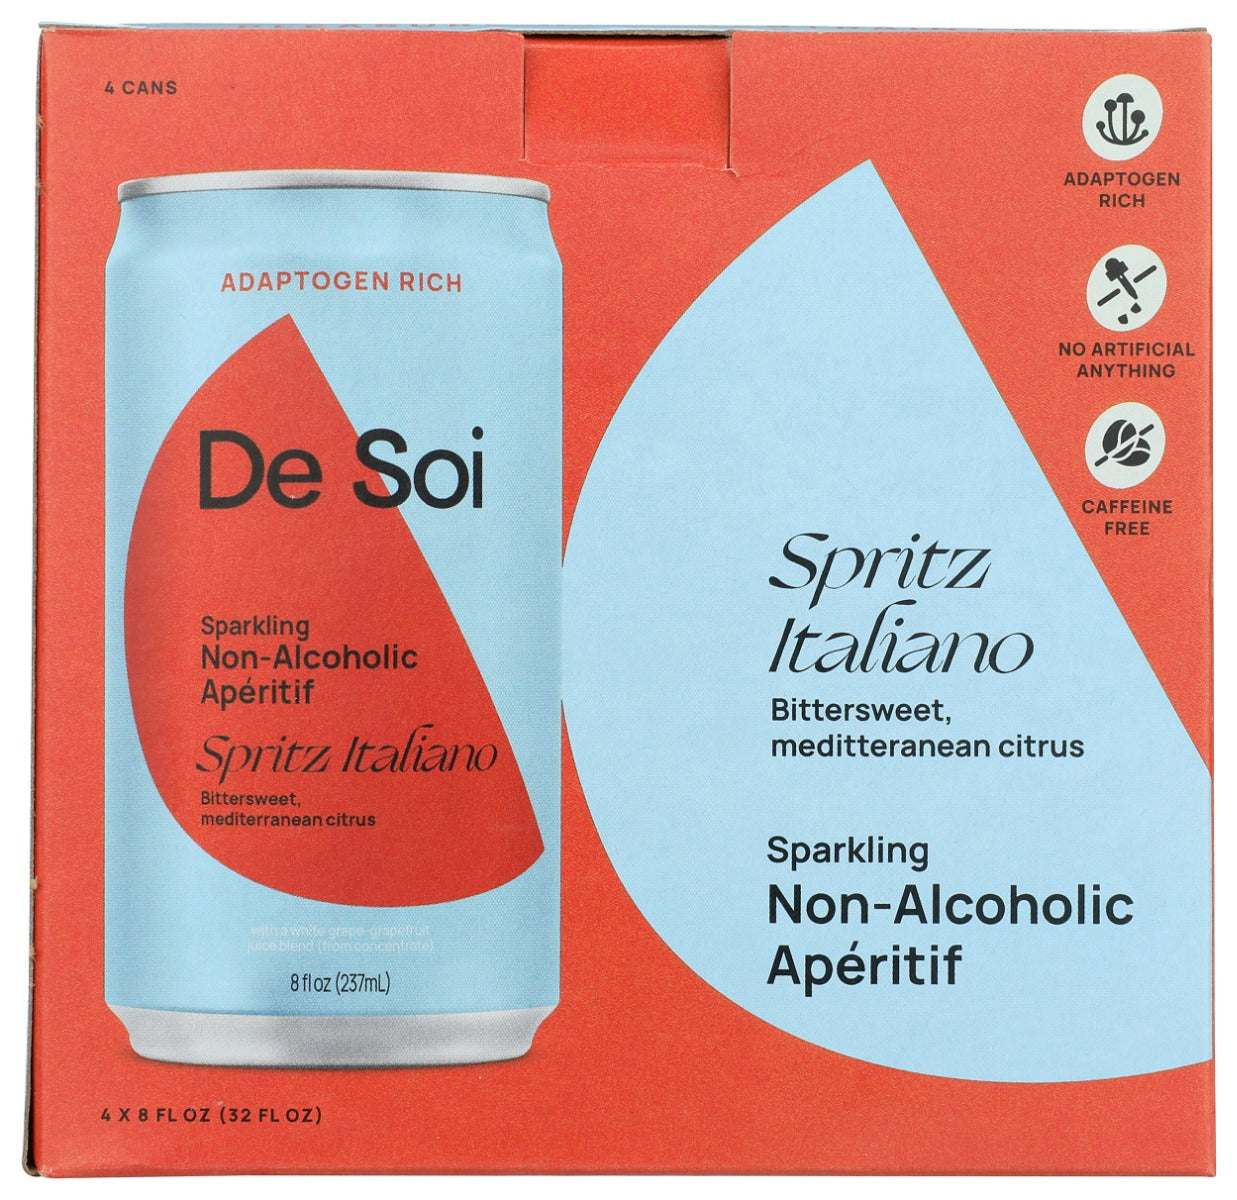 4 CANS
ADAPTOGEN RICH
De Soi
Sparkling
Non-Alcoholic
Apéritif
Spritz Italiano
Bittersweet,
mediterranean citrus
with a white grape-grapefruit
juice blend (from concentrate)
8 fl oz (237mL)
4 X 8 FL OZ (32 FL OZ)
ADAPTOGEN
RICH
NO ARTIFICIAL
ANYTHING
CAFFEINE
FREE
Spritz
Italiano
Bittersweet,
meditteranean citrus
Sparkling
Non-Alcoholic
Apéritif